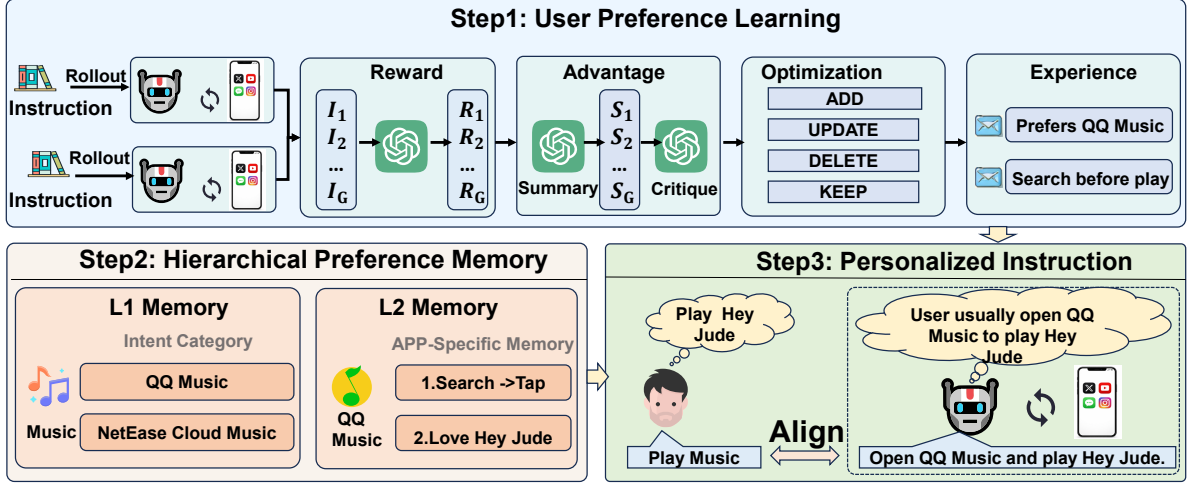 Step1: User Preference Learning
Rollout
Instruction
Rollout
Instruction
Reward
I1
I2
...
IG
R1
R2
...
RG
Advantage
Summary
S1
S2
...
SG
Critique
Optimization
ADD
UPDATE
DELETE
KEEP
Experience
Prefers QQ Music
Search before play
Step2: Hierarchical Preference Memory
L1 Memory
Intent Category
Music
QQ Music
NetEase Cloud Music
L2 Memory
APP-Specific Memory
QQ
Music
1.Search ->Tap
2.Love Hey Jude
Step3: Personalized Instruction
Play Hey
Jude
Play Music
Align
User usually open QQ
Music to play Hey
Jude
Open QQ Music and play Hey Jude.